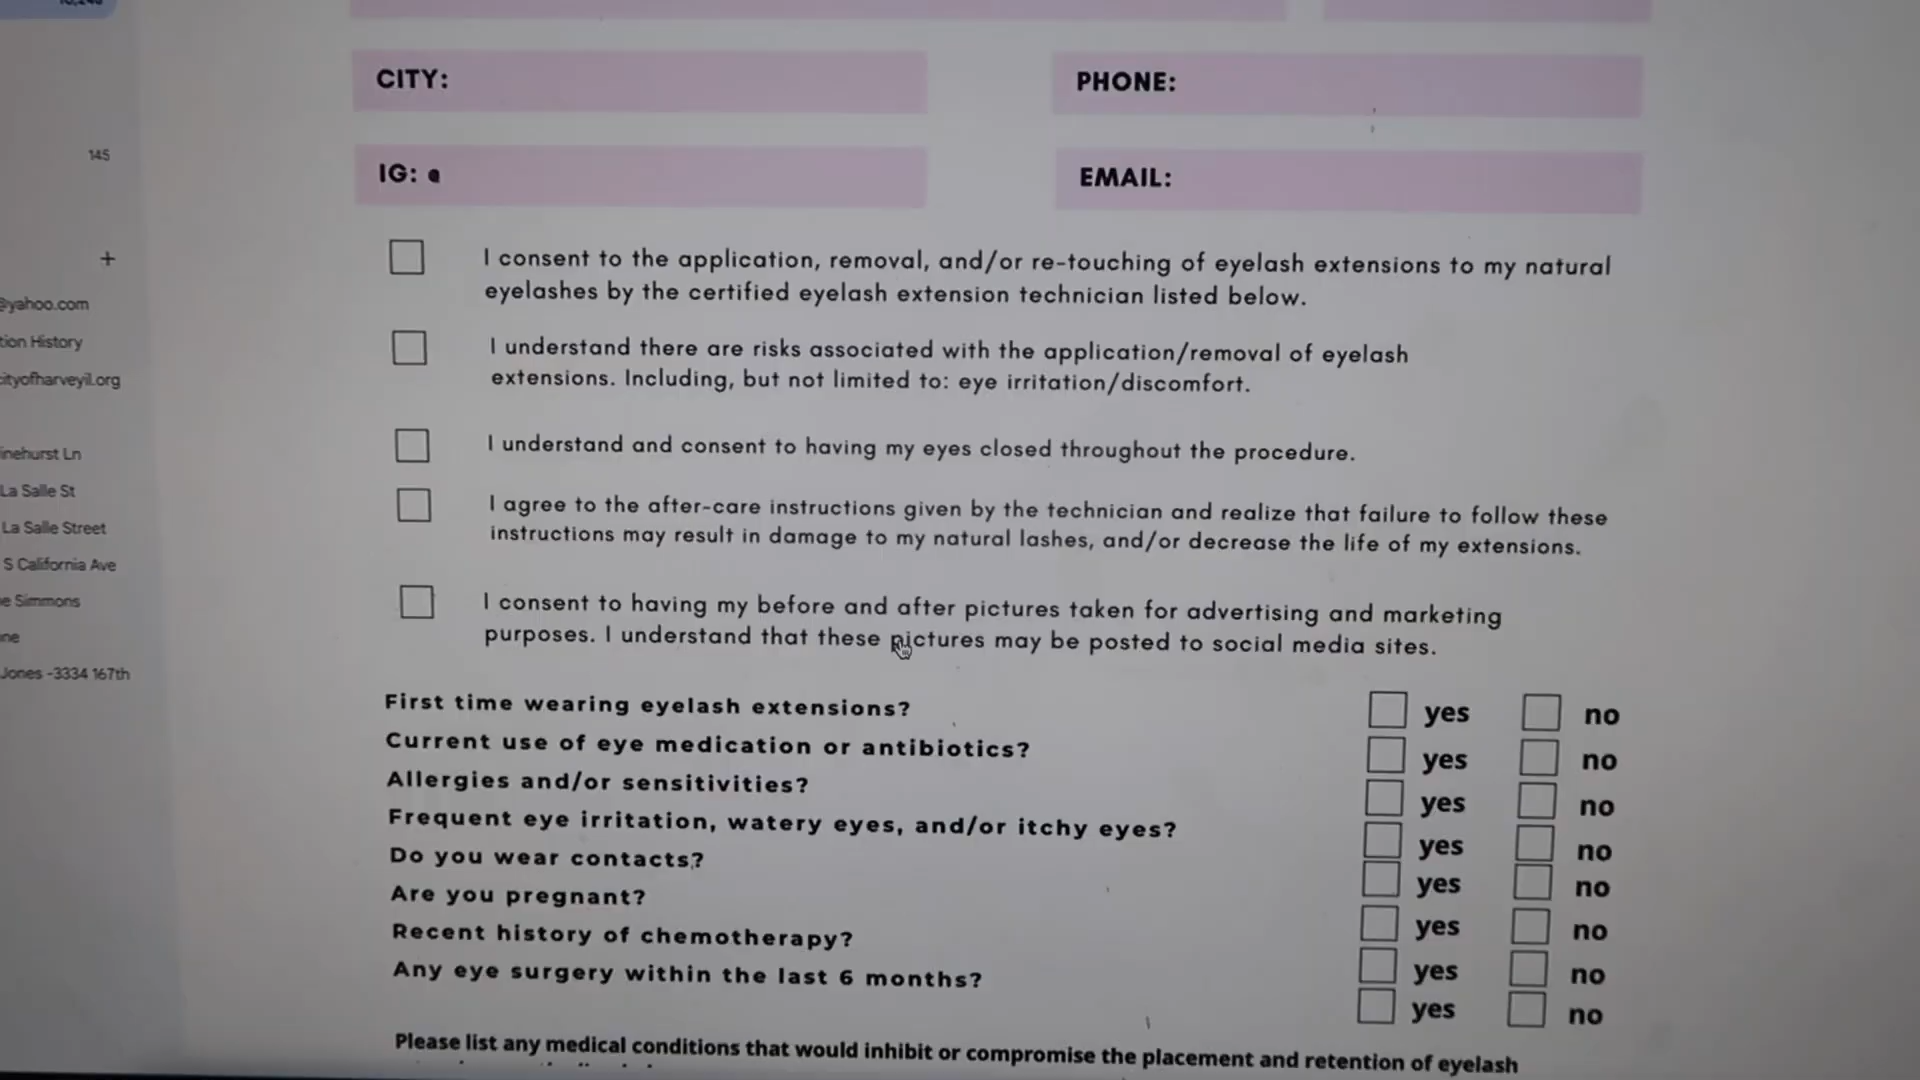 CITY:
PHONE:
145
IG:
EMAIL:
+
I consent to the application, removal, and/or re-touching of eyelash extensions to my natural
eyelashes by the certified eyelash extension technician listed below.
@yahoo.com
tion History
I understand there are risks associated with the application/removal of eyelash
extensions. Including, but not limited to: eye irritation/discomfort.
cityofharveyil.org
I understand and consent to having my eyes closed throughout the procedure.
inehurst Ln
La Salle St
I agree to the after-care instructions given by the technician and realize that failure to follow these
instructions may result in damage to my natural lashes, and/or decrease the life of my extensions.
La Salle Street
S California Ave
e Simmons
I consent to having my before and after pictures taken for advertising and marketing
purposes. I understand that these pictures may be posted to social media sites.
ne
Jones -3334 167th
First time wearing eyelash extensions? yes no
Current use of eye medication or antibiotics? yes no
Allergies and/or sensitivities? yes no
Frequent eye irritation, watery eyes, and/or itchy eyes? yes no
Do you wear contacts? yes no
Are you pregnant? yes no
Recent history of chemotherapy? yes no
Any eye surgery within the last 6 months? yes no
Please list any medical conditions that would inhibit or compromise the placement and retention of eyelash